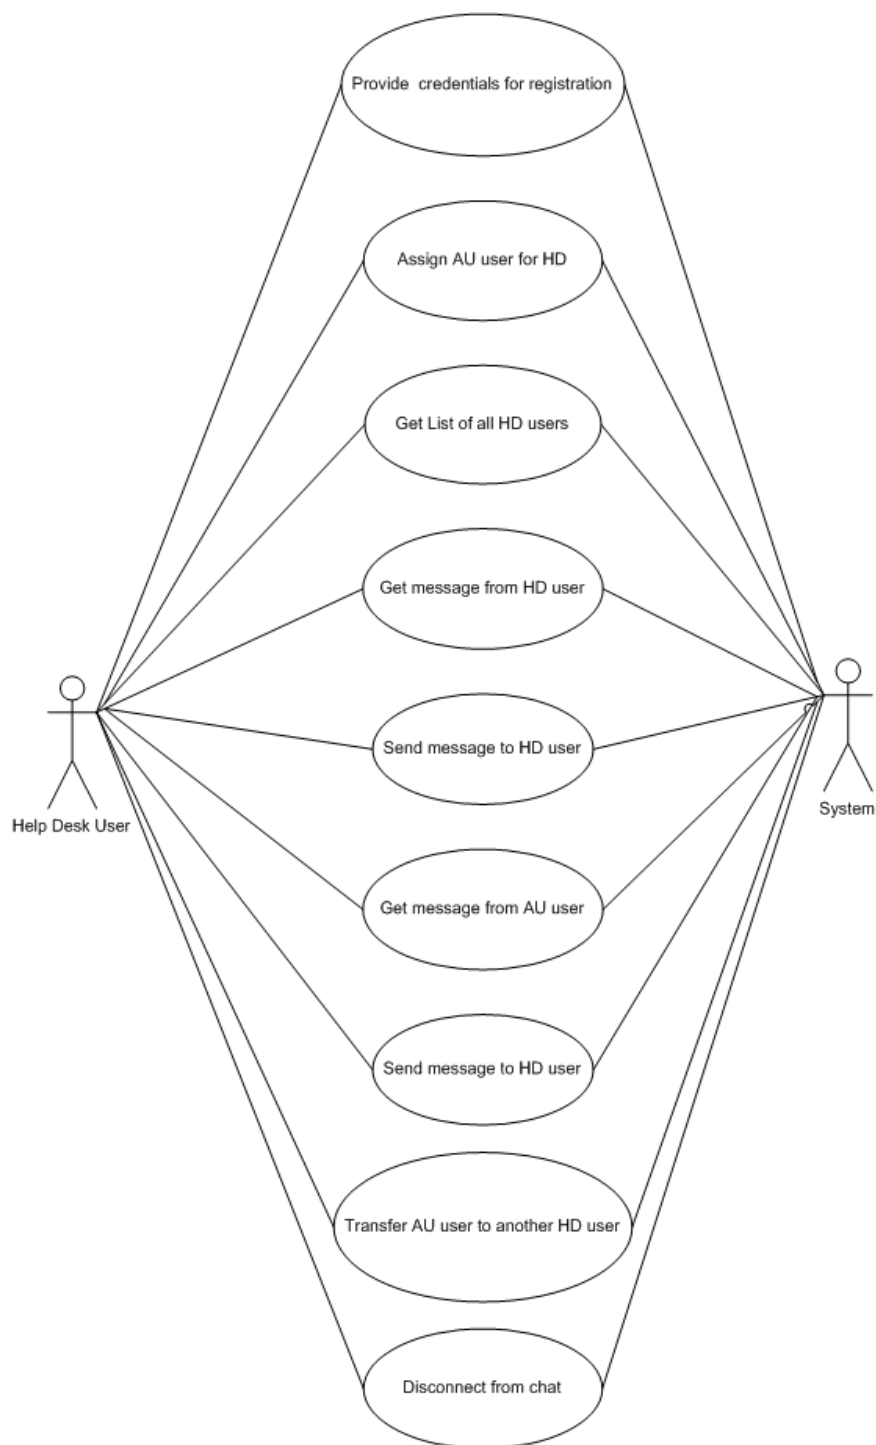 Provide credentials for registration
Assign AU user for HD
Get List of all HD users
Get message from HD user
Send message to HD user
Help Desk User
System
Get message from AU user
Send message to HD user
Transfer AU user to another HD user
Disconnect from chat